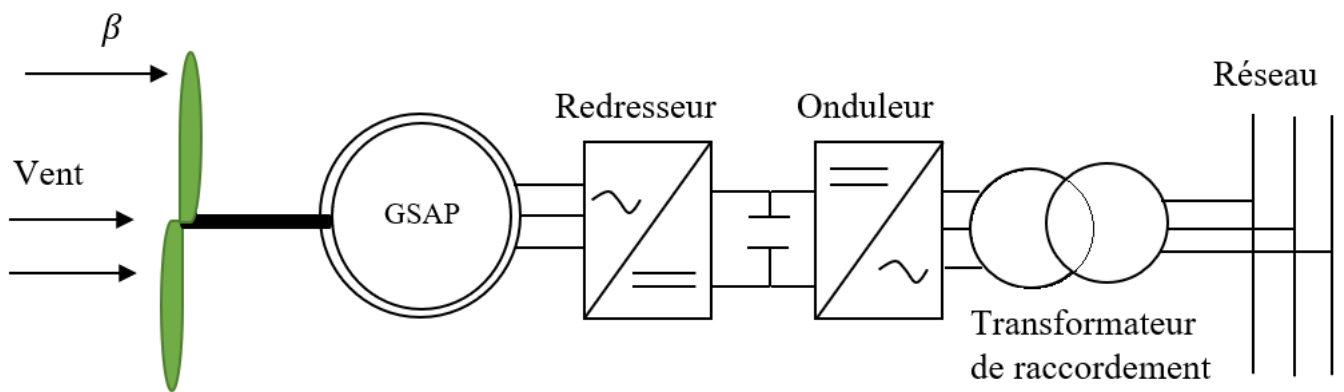 β
Vent
GSAP
Redresseur
Onduleur
Transformateur
de raccordement
Réseau